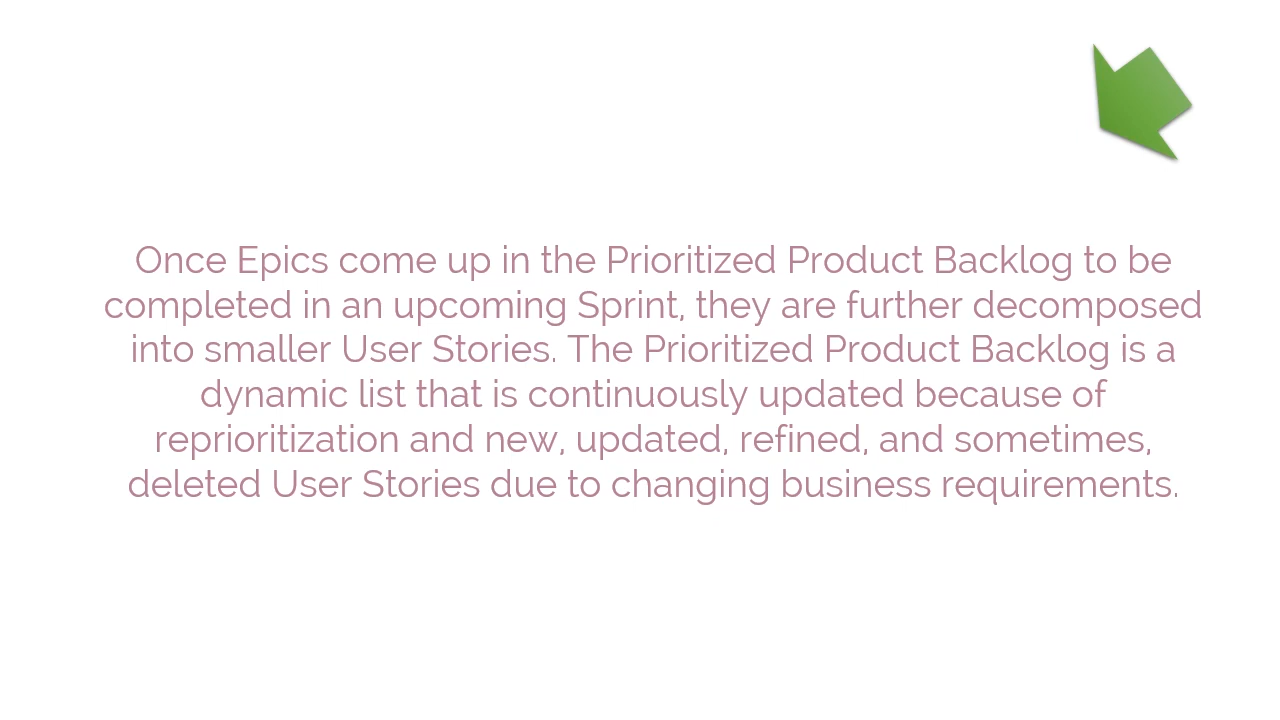 Once Epics come up in the Prioritized Product Backlog to be
completed in an upcoming Sprint, they are further decomposed
into smaller User Stories. The Prioritized Product Backlog is a
dynamic list that is continuously updated because of
reprioritization and new, updated, refined, and sometimes,
deleted User Stories due to changing business requirements.